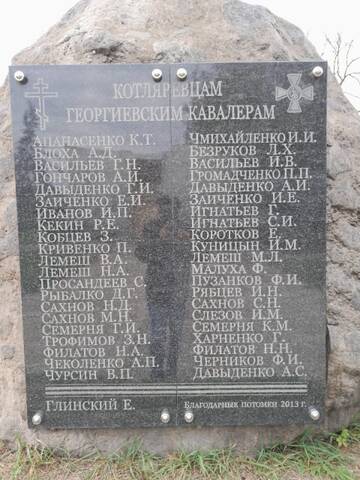 КОТЛЯРЕВЦАМ
ГЕОРГИЕВСКИМ КАВАЛЕРАМ
АПАНАСЕНКО К.Т.
БЛОХА А.Д.
ВАСИЛЬЕВ Г.Н.
ГОНЧАРОВ А.И.
ДАВЫДЕНКО Г.И.
ЗАИЧЕНКО Е.И.
ИВАНОВ И.П.
КЕКИН Р.Е.
КОБЦЕВ З.
КРИВЕНКО П.
ЛЕМЕШ В.А.
ЛЕМЕШ Н.А.
ПРОСАНДЕЕВ С.
РЫБАЛКО Д.Г.
САХНОВ Н.Д.
САХНОВ М.Н.
СЕМЕРНЯ Т.И.
ТРОФИМОВ З.Н.
ФИЛАТОВ И.А.
ЧЕКОЛЕНКО А.П.
ЧУРСИН В.П.
ЧМИХАЙЛЕНКО И.И.
БЕЗРУКОВ Л.Х.
ВАСИЛЬЕВ И.В.
ГРОМАДЧЕНКО П.П.
ДАВЫДЕНКО А.И.
ЗАИЧЕНКО И.Е.
ИГНАТЬЕВ Г.
ИГНАТЬЕВ С.И.
КОРОТКОВ Е.
КУНИЦЫН И.М.
ЛЕМЕШ М.Л.
МАЛУХА Ф.
ПУЗАНКОВ Ф.И.
РЯБЦЕВ И.Н.
САХНОВ С.Н.
СЛЕЗОВ И.М.
СЕМЕРНЯ К.М.
ХАРНЕНКО Г.
ФИЛАТОВ Н.Н.
ЧЕРНИКОВ Ф.И.
ДАВЫДЕНКО А.С.
ГЛИНСКИЙ Е.
БЛАГОДАРНЫЕ ПОТОМКИ 2013 Г.